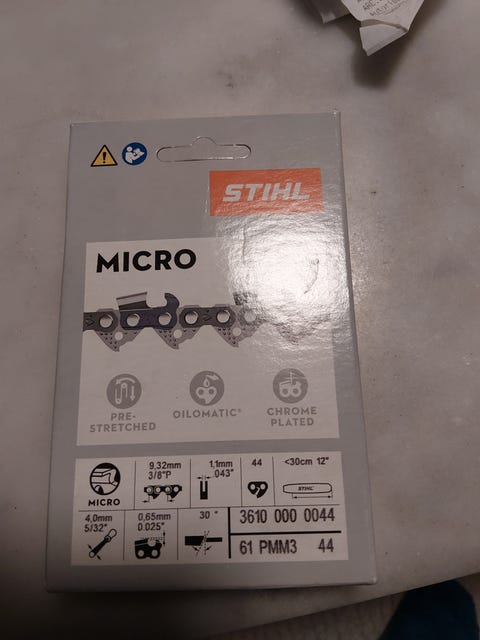 STIHL
MICRO
PRE-
STRETCHED
OILOMATIC®
CHROME
PLATED
MICRO
9,32mm
3/8"P
1,1mm
.043"
44
<30cm 12"
STIHL
4,0mm
5/32"
0,65mm
0.025"
30 °
3610 000 0044
61 PMM3 44